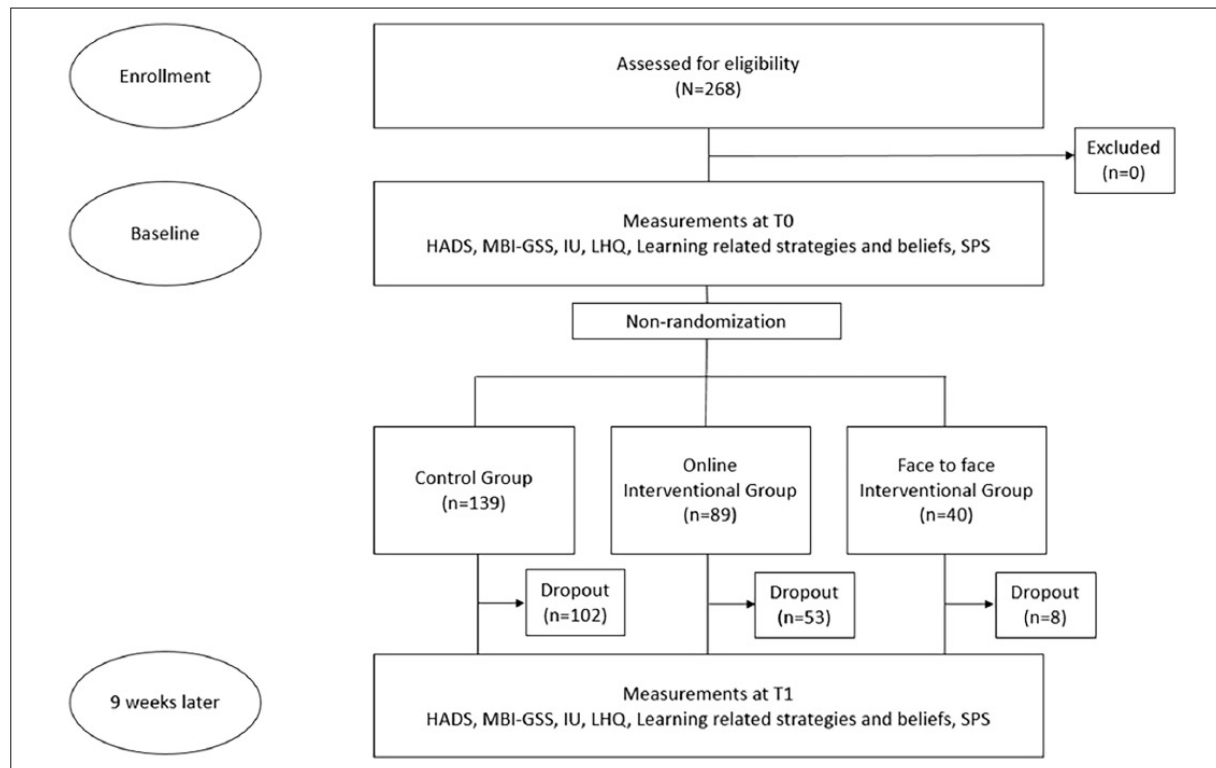 Enrollment
Assessed for eligibility
(N=268)
Excluded
(n=0)
Baseline
Measurements at T0
HADS, MBI-GSS, IU, LHQ, Learning related strategies and beliefs, SPS
Non-randomization
Control Group
(n=139)
Online
Interventional Group
(n=89)
Face to face
Interventional Group
(n=40)
Dropout
(n=102)
Dropout
(n=53)
Dropout
(n=8)
9 weeks later
Measurements at T1
HADS, MBI-GSS, IU, LHQ, Learning related strategies and beliefs, SPS